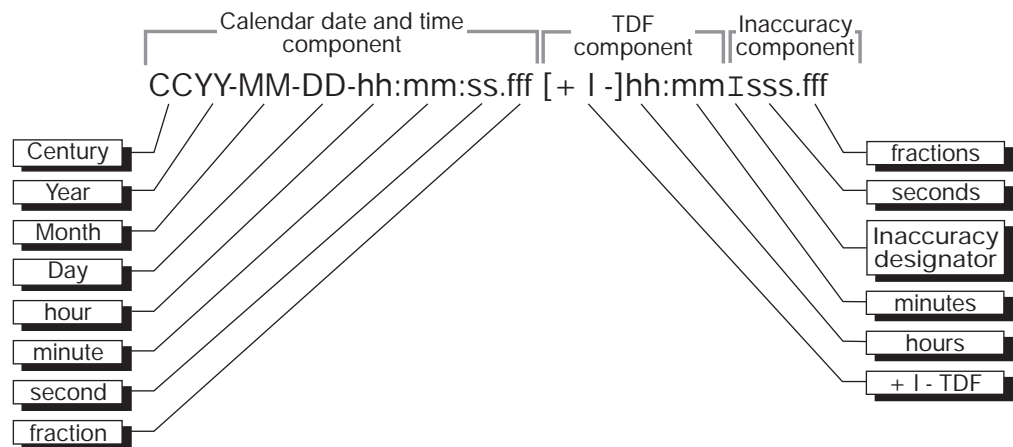 Calendar date and time
component
TDF
component
Inaccuracy
component
CCYY-MM-DD-hh:mm:ss.fff [+ I -]hh:mmIsss.fff
Century
Year
Month
Day
hour
minute
second
fraction
fractions
seconds
Inaccuracy
designator
minutes
hours
+ I - TDF